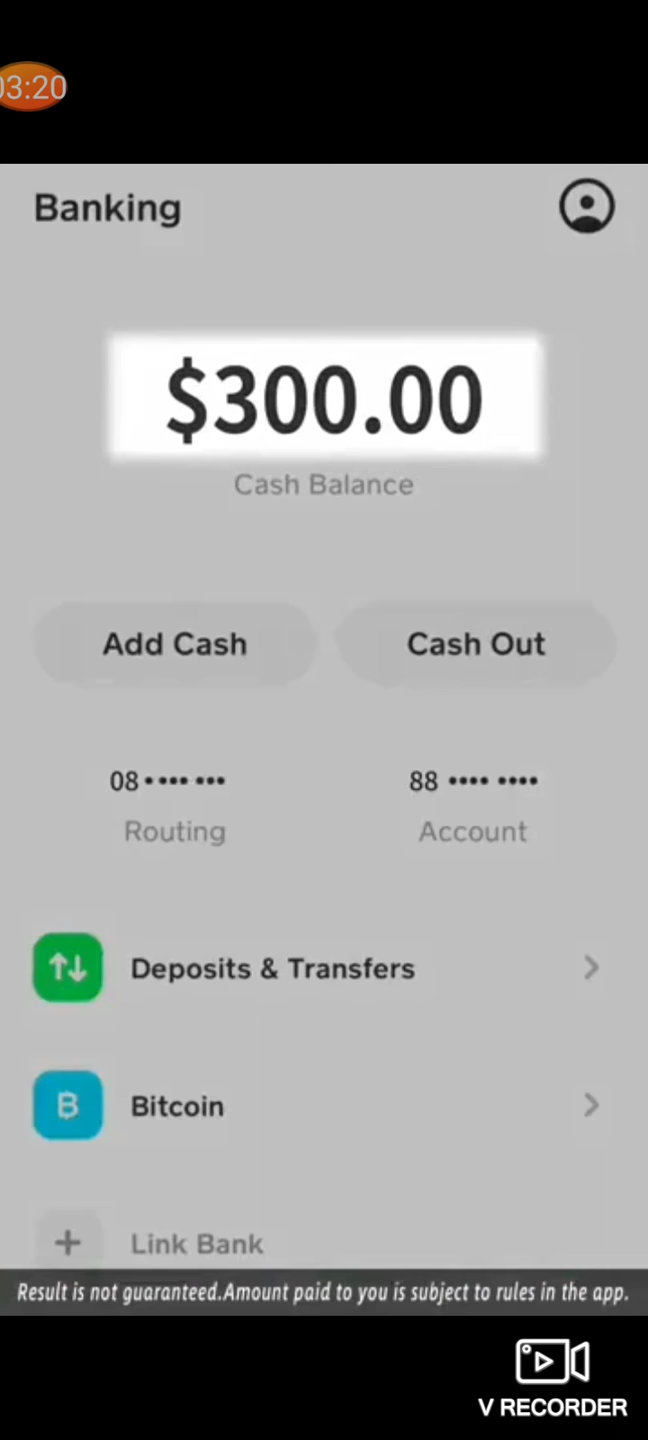 03:20
Banking
$300.00
Cash Balance
Add Cash
Cash Out
08• •••• •••
88 •••• ••••
Routing
Account
Deposits & Transfers
Bitcoin
Link Bank
Result is not guaranteed.Amount paid to you is subject to rules in the app.
V RECORDER